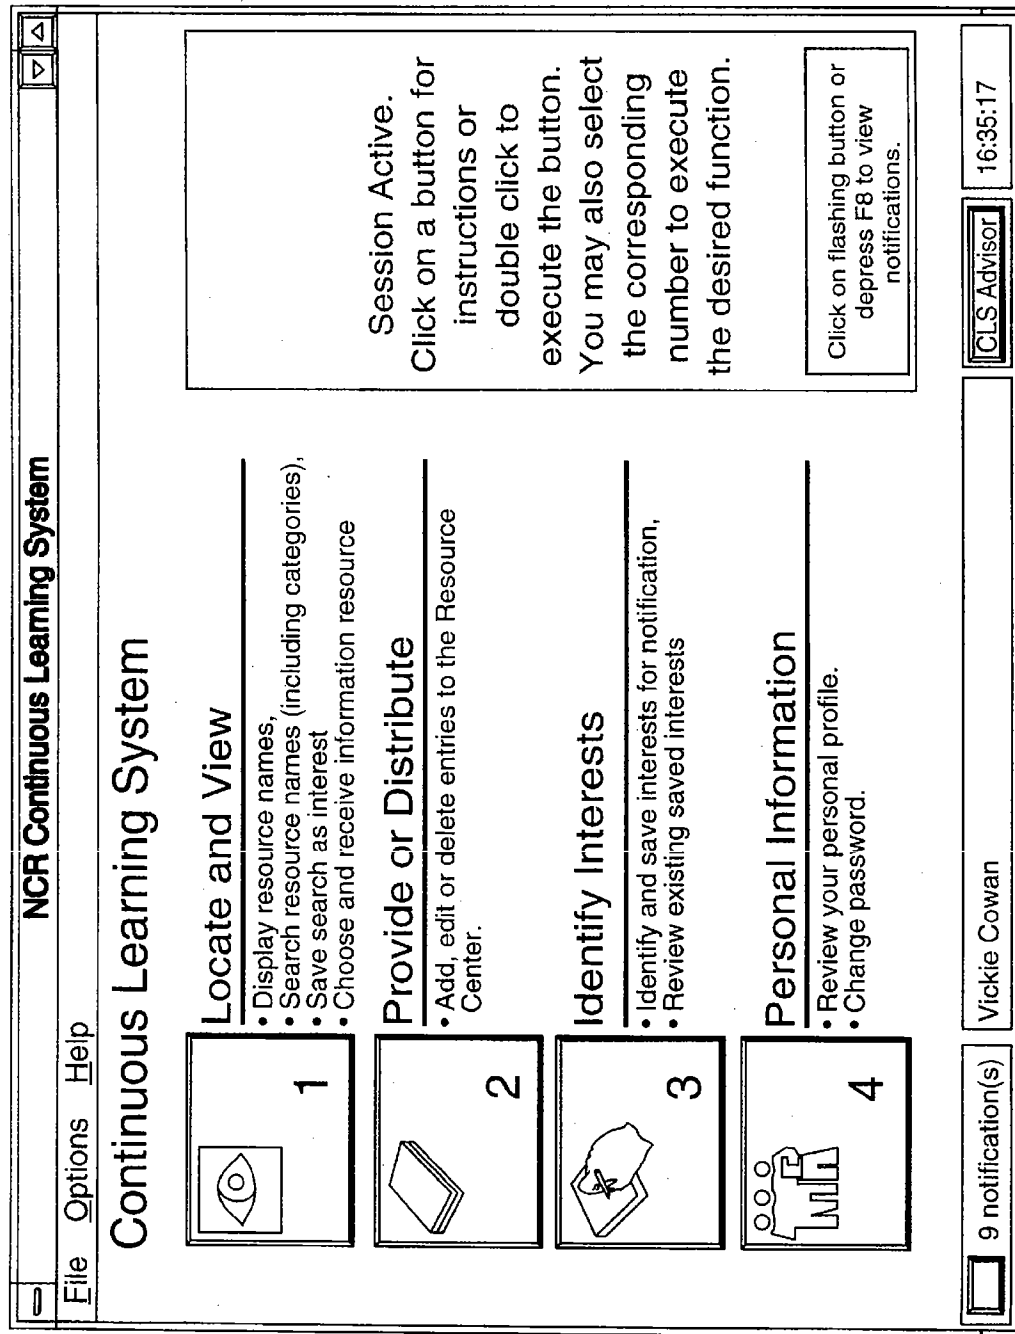 NCR Continuous Learning System
File Options Help
Continuous Learning System
1
Locate and View
• Display resource names,
• Search resource names (including categories),
• Save search as interest
• Choose and receive information resource
2
Provide or Distribute
• Add, edit or delete entries to the Resource
Center.
3
Identify Interests
• Identify and save interests for notification,
• Review existing saved interests
4
Personal Information
• Review your personal profile.
• Change password.
Session Active.
Click on a button for
instructions or
double click to
execute the button.
You may also select
the corresponding
number to execute
the desired function.
Click on flashing button or
depress F8 to view
notifications.
9 notification(s)
Vickie Cowan
CLS Advisor
16:35:17